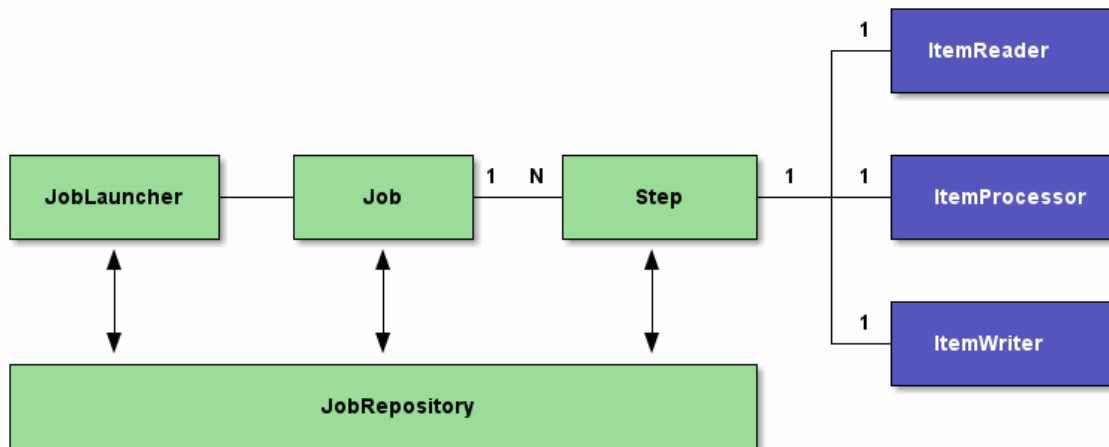 1
ItemReader
JobLauncher
Job
1
N
Step
1
1
ItemProcessor
1
ItemWriter
JobRepository